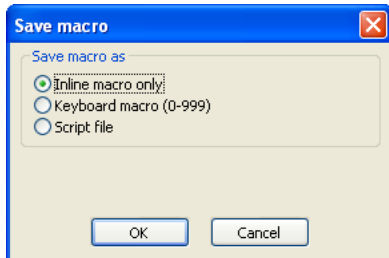 Save macro
Save macro as
Inline macro only
Keyboard macro (0-999)
Script file
OK Cancel